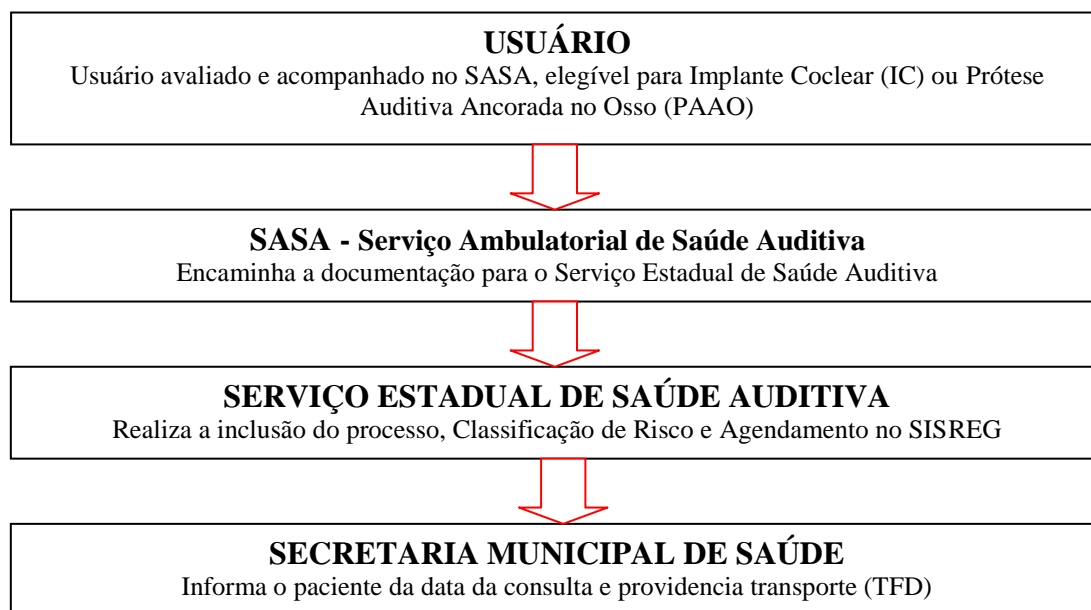 USUÁRIO
Usuário avaliado e acompanhado no SASA, elegível para Implante Coclear (IC) ou Prótese
Auditiva Ancorada no Osso (PAAO)
SASA - Serviço Ambulatorial de Saúde Auditiva
Encaminha a documentação para o Serviço Estadual de Saúde Auditiva
SERVIÇO ESTADUAL DE SAÚDE AUDITIVA
Realiza a inclusão do processo, Classificação de Risco e Agendamento no SISREG
SECRETARIA MUNICIPAL DE SAÚDE
Informa o paciente da data da consulta e providencia transporte (TFD)